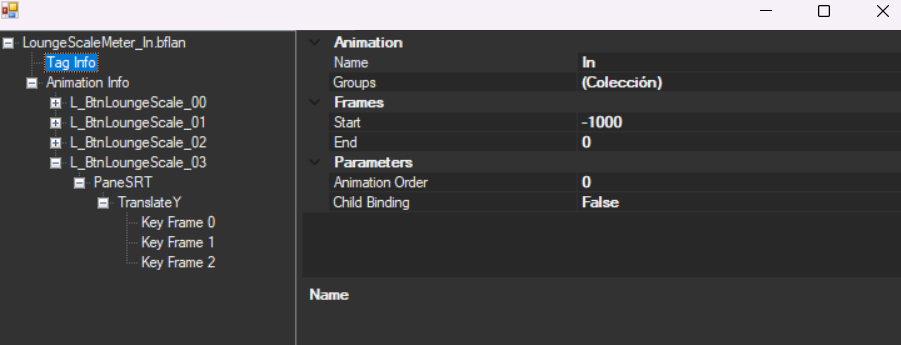 LoungeScaleMeter_In.bflan
Tag Info
Animation Info
L_BtnLoungeScale_00
L_BtnLoungeScale_01
L_BtnLoungeScale_02
L_BtnLoungeScale_03
PaneSRT
TranslateY
Key Frame 0
Key Frame 1
Key Frame 2
Animation
Name In
Groups (Colección)
Frames
Start -1000
End 0
Parameters
Animation Order 0
Child Binding False
Name